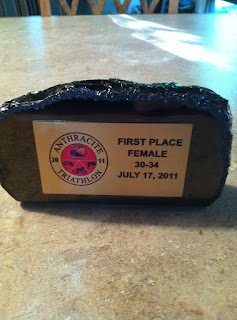 ANTHRACITE
20 11
TRIATHLON
FIRST PLACE
FEMALE
30-34
JULY 17, 2011